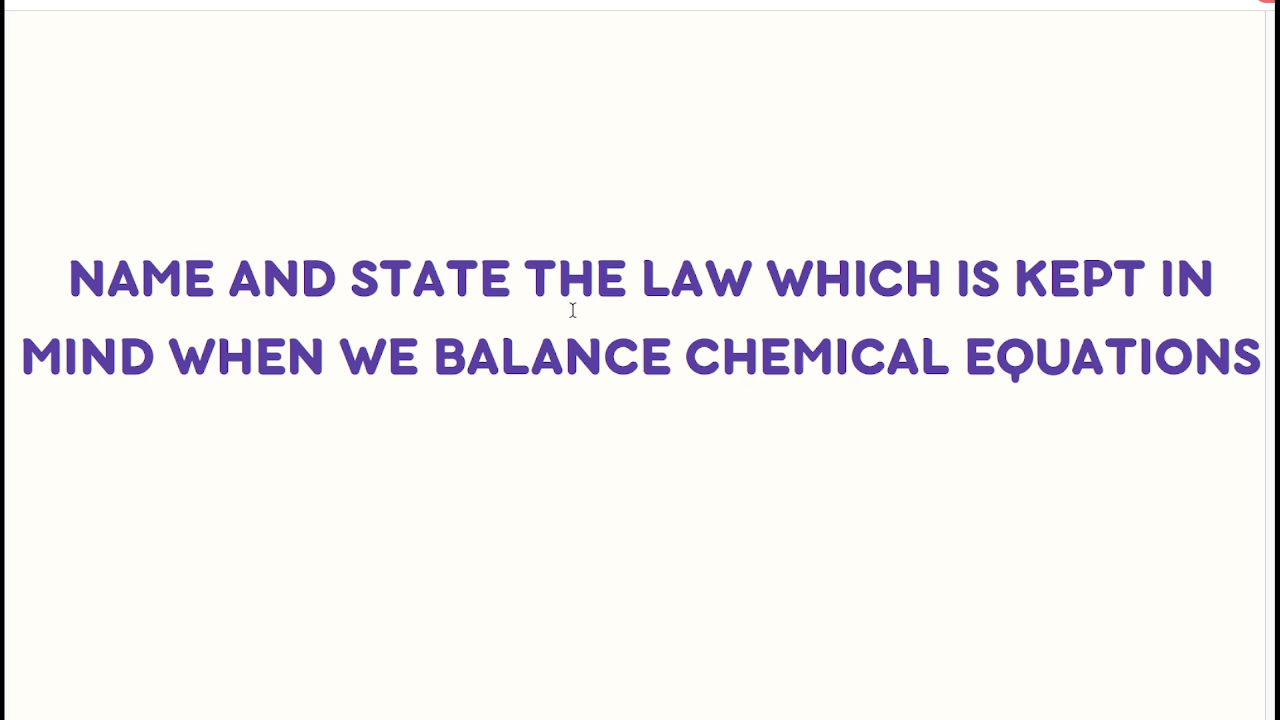 NAME AND STATE THE LAW WHICH IS KEPT IN
MIND WHEN WE BALANCE CHEMICAL EQUATIONS